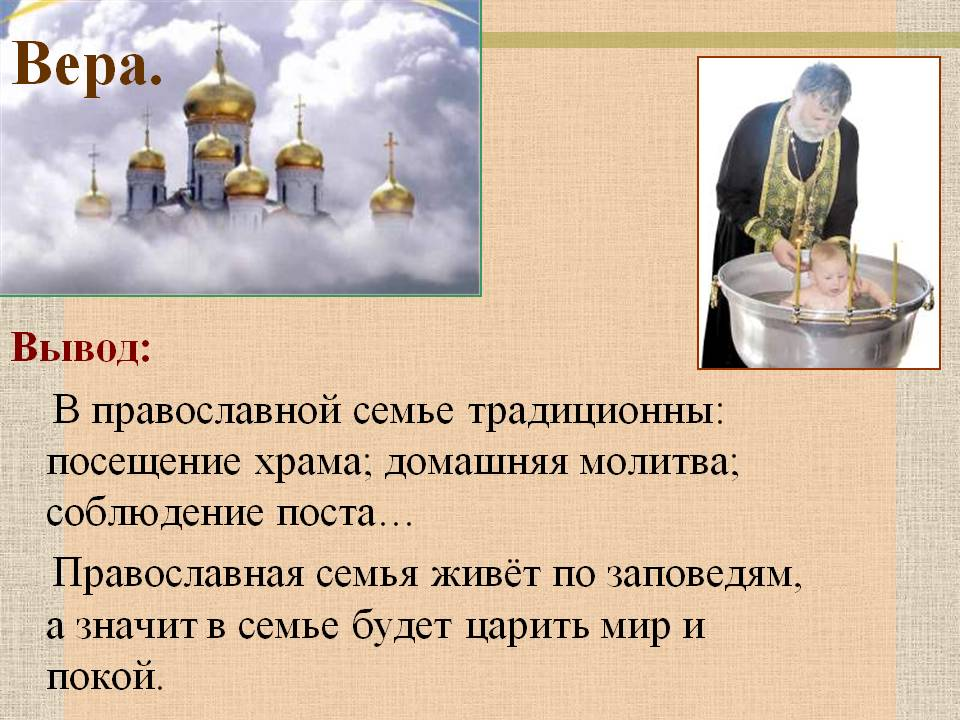 Вера.
Вывод:
В православной семье традиционны:
посещение храма; домашняя молитва;
соблюдение поста…
Православная семья живёт по заповедям,
а значит в семье будет царить мир и
покой.